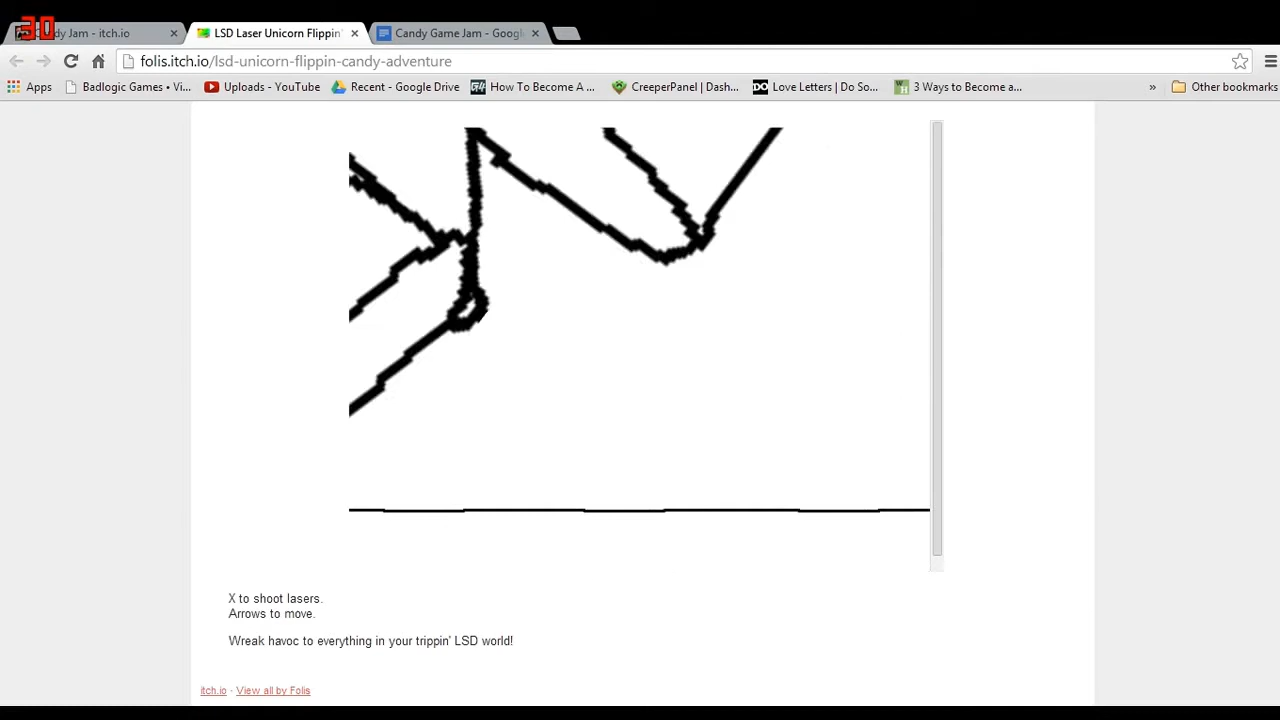 30
dy Jam - itch.io
LSD Laser Unicorn Flippin'
Candy Game Jam - Googl
folis.itch.io/lsd-unicorn-flippin-candy-adventure
Apps
Badlogic Games • Vi...
Uploads - YouTube
Recent - Google Drive
G4
How To Become A ...
CreeperPanel | Dash...
DO
Love Letters | Do So...
3 Ways to Become a...
»
Other bookmarks
X to shoot lasers.
Arrows to move.
Wreak havoc to everything in your trippin' LSD world!
itch.io · View all by Folis